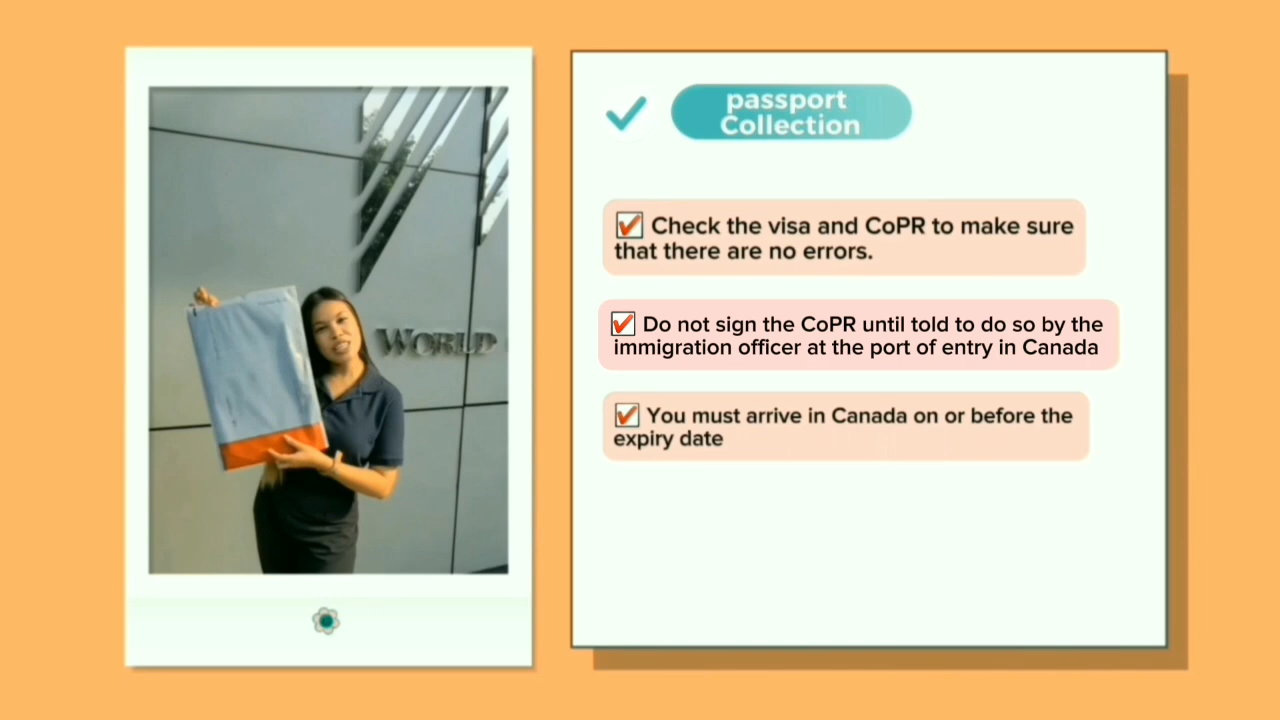 passport
Collection
Check the visa and CoPR to make sure
that there are no errors.
Do not sign the CoPR until told to do so by the
immigration officer at the port of entry in Canada
You must arrive in Canada on or before the
expiry date
WORLD